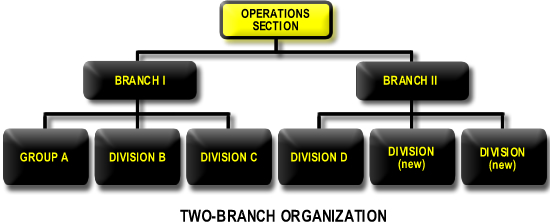 OPERATIONS
SECTION
BRANCH I
BRANCH II
GROUP A
DIVISION B
DIVISION C
DIVISION D
DIVISION
(new)
DIVISION
(new)
TWO-BRANCH ORGANIZATION